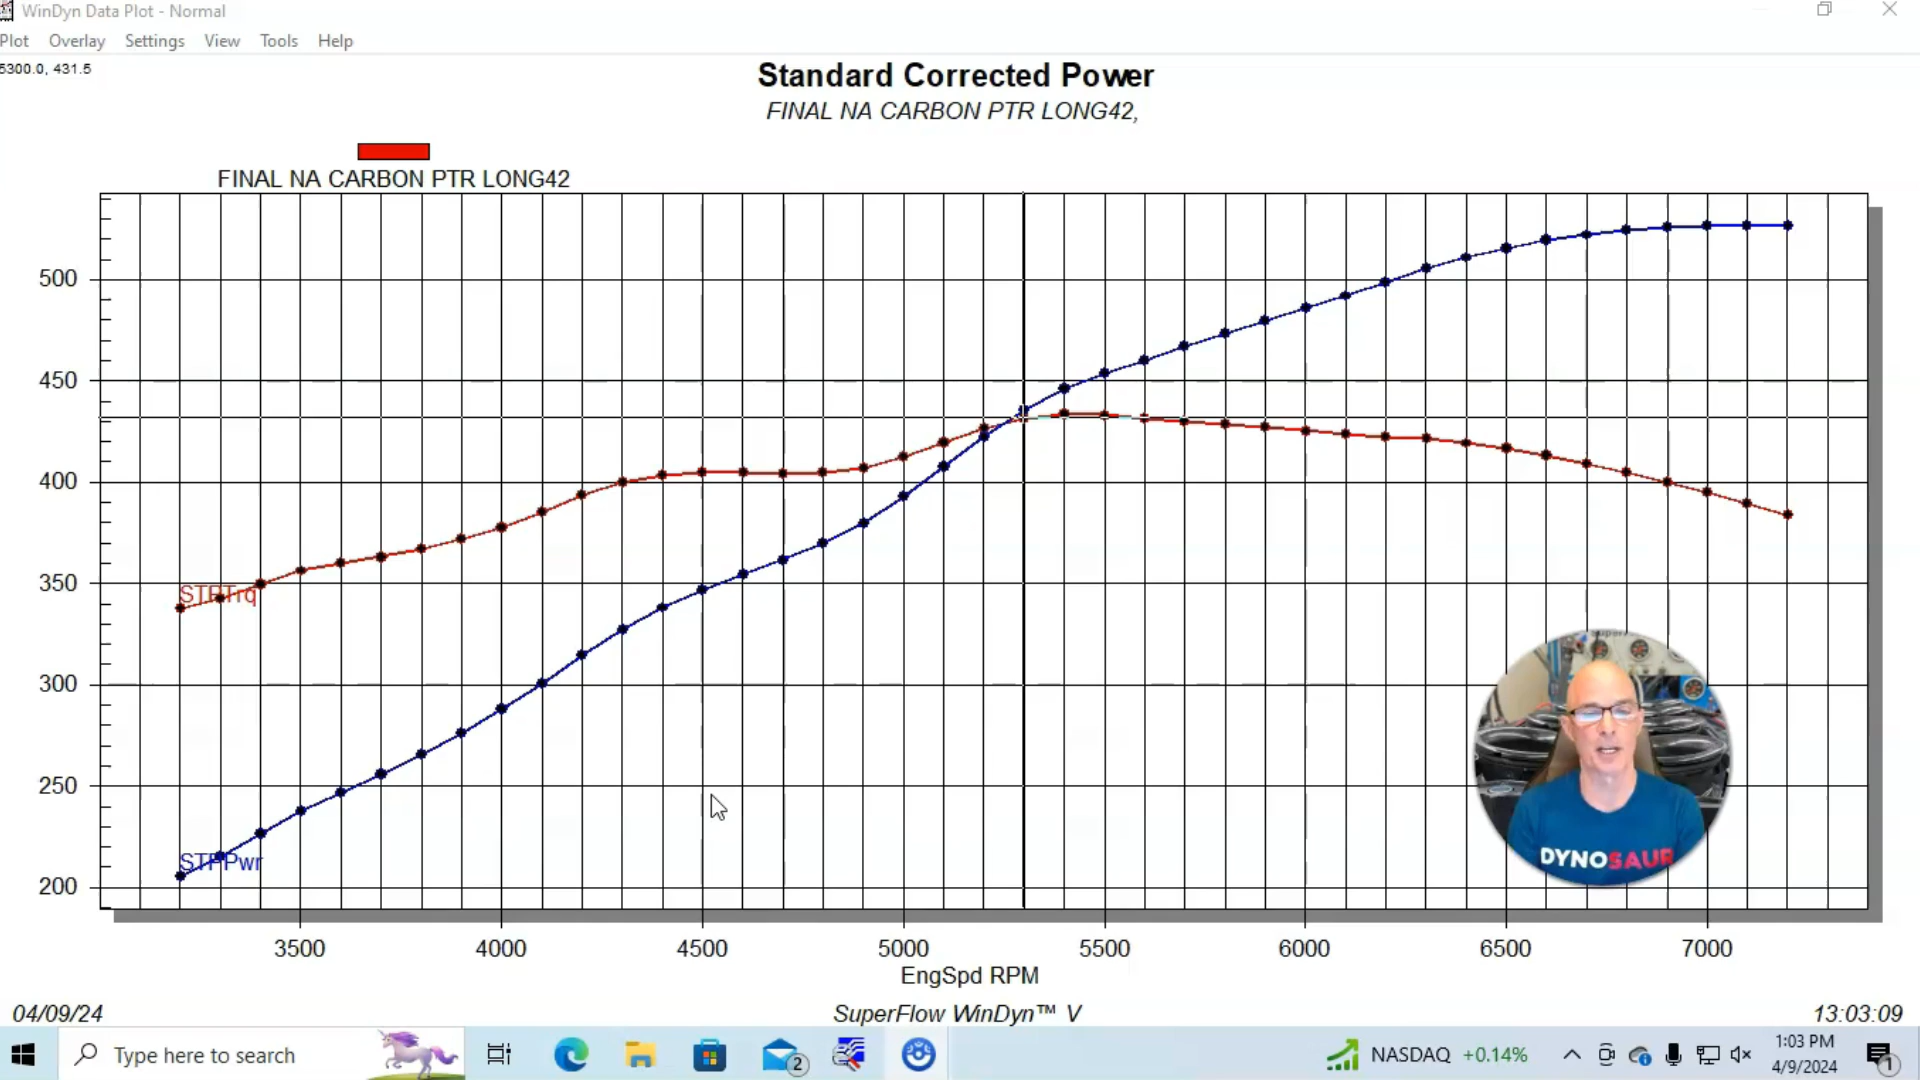 WinDyn Data Plot - Normal
Plot Overlay Settings View Tools Help
5300.0, 431.5
Standard Corrected Power
FINAL NA CARBON PTR LONG42,
FINAL NA CARBON PTR LONG42
500
450
400
350
300
250
200
STPTrq
STPPwr
3500 4000 4500 5000 5500 6000 6500 7000
EngSpd RPM
DYNOSAUR
04/09/24 SuperFlow WinDyn™ V 13:03:09
Type here to search 2 NASDAQ +0.14% 1:03 PM
4/9/2024 1